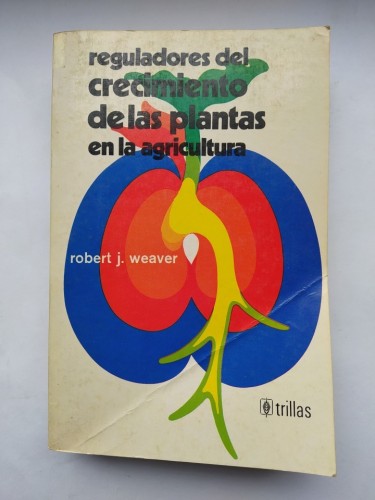 reguladores del
crecimiento
de las plantas
en la agricultura
robert j. weaver
trillas